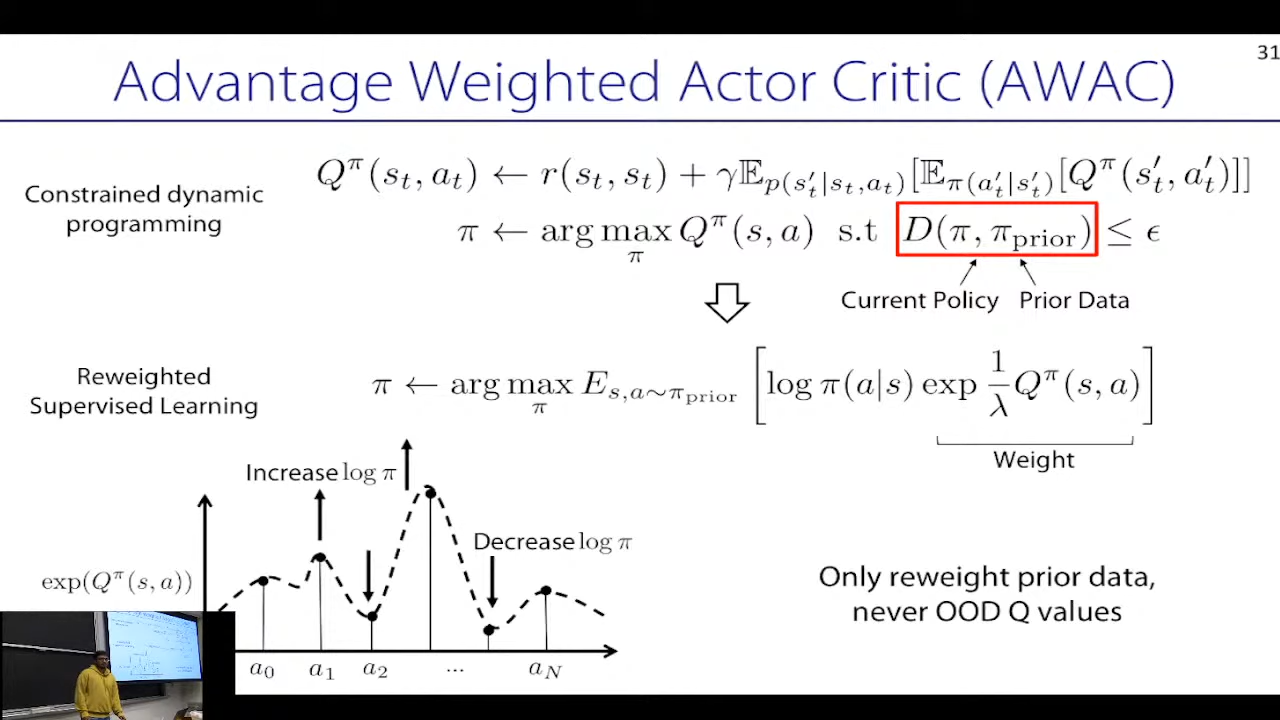 31
Advantage Weighted Actor Critic (AWAC)
Constrained dynamic
programming
Q^π(s_t, a_t) ← r(s_t, s_t) + γ𝔼_{p(s'_t|s_t,a_t)}[𝔼_{π(a'_t|s'_t)}[Q^π(s'_t, a'_t)]]
π ← arg max_π Q^π(s, a) s.t D(π, π_prior) ≤ ϵ
Current Policy Prior Data
Reweighted
Supervised Learning
π ← arg max_π E_{s,a∼π_prior} [log π(a|s) exp 1/λ Q^π(s, a)]
Weight
Increase log π
Decrease log π
exp(Q^π(s, a))
a_0 a_1 a_2 ... a_N
Only reweight prior data,
never OOD Q values